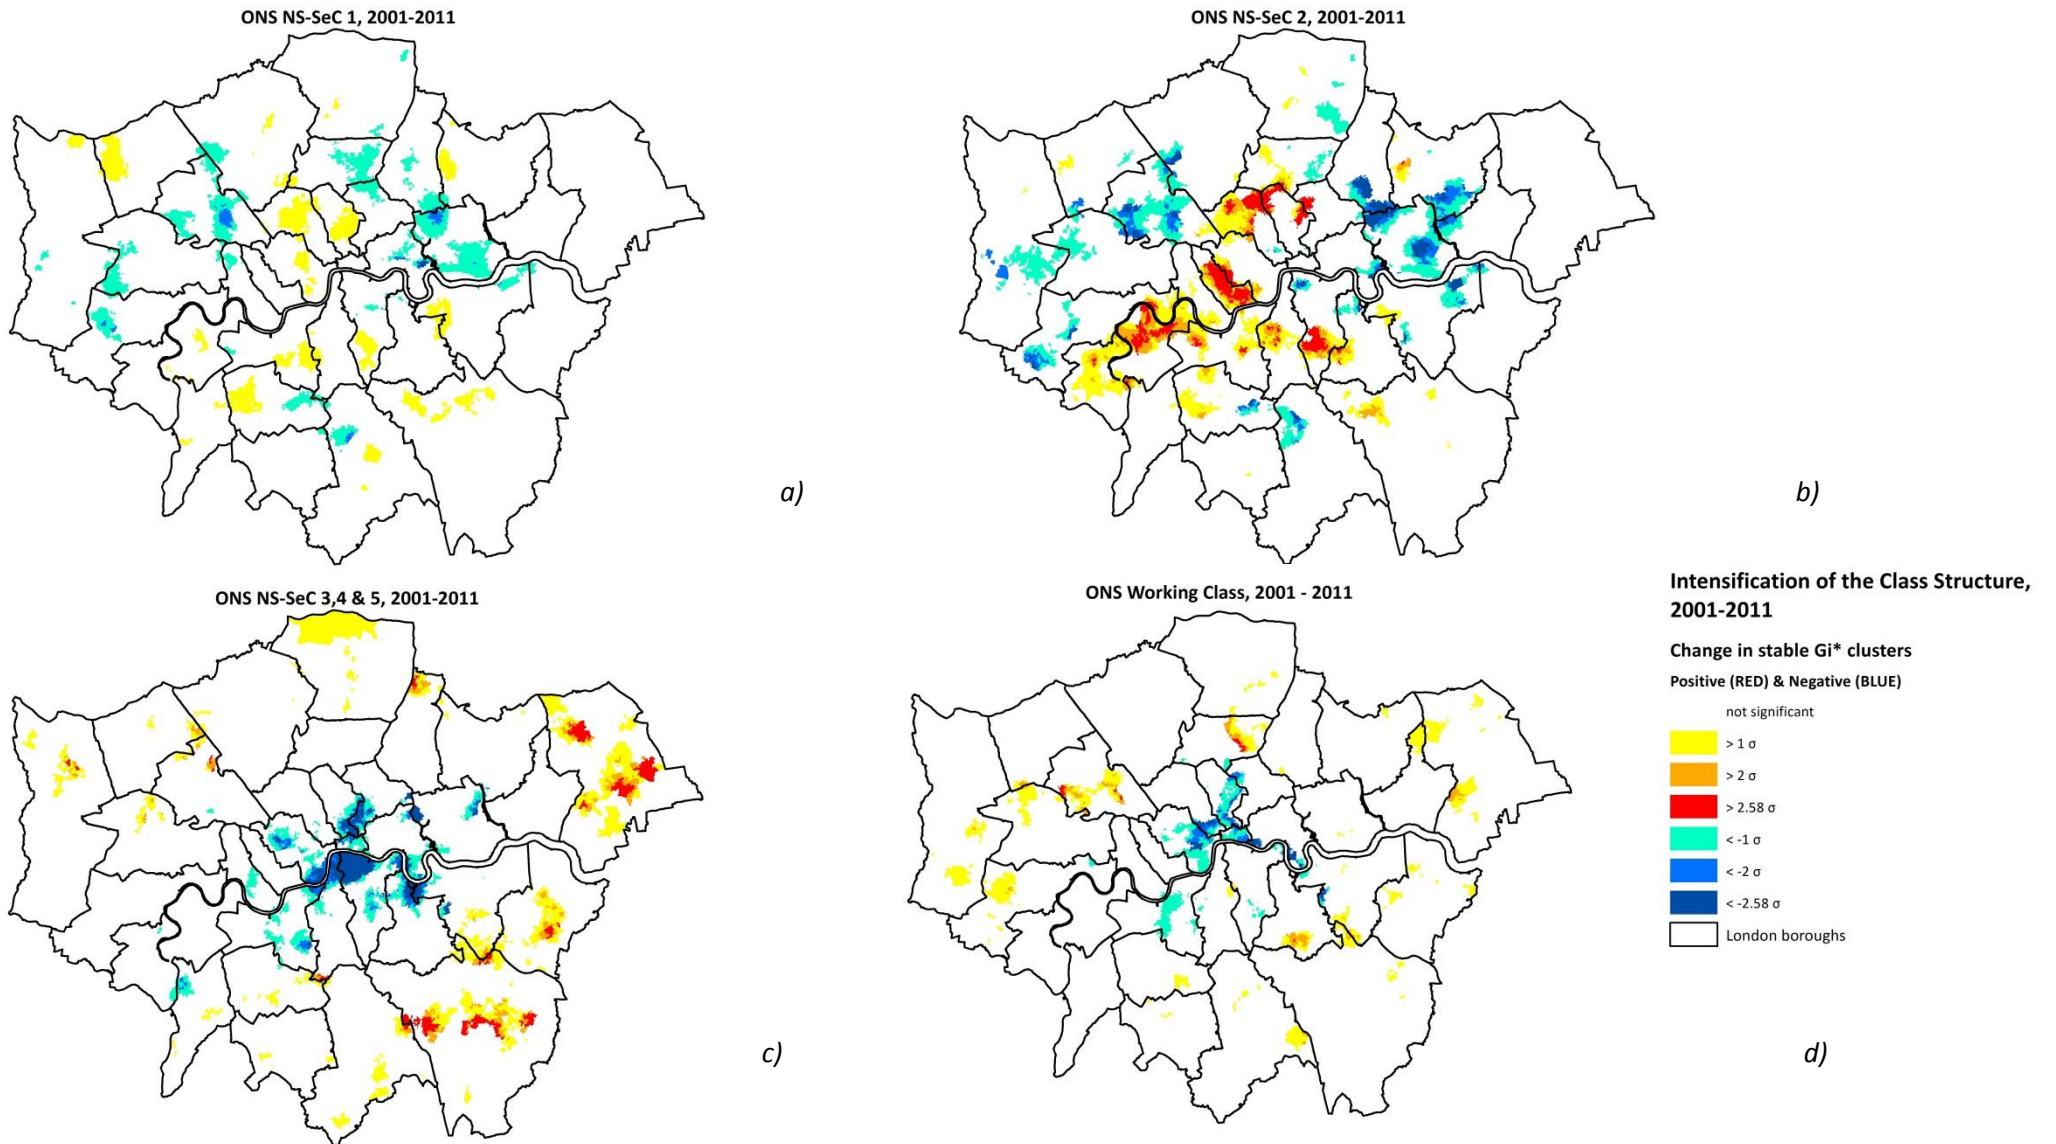 ONS NS-SeC 1, 2001-2011
ONS NS-SeC 2, 2001-2011
a)
b)
ONS NS-SeC 3,4 & 5, 2001-2011
ONS Working Class, 2001 - 2011
c)
d)
Intensification of the Class Structure,
2001-2011
Change in stable Gi* clusters
Positive (RED) & Negative (BLUE)
not significant
> 1 σ
> 2 σ
> 2.58 σ
< -1 σ
< -2 σ
< -2.58 σ
London boroughs